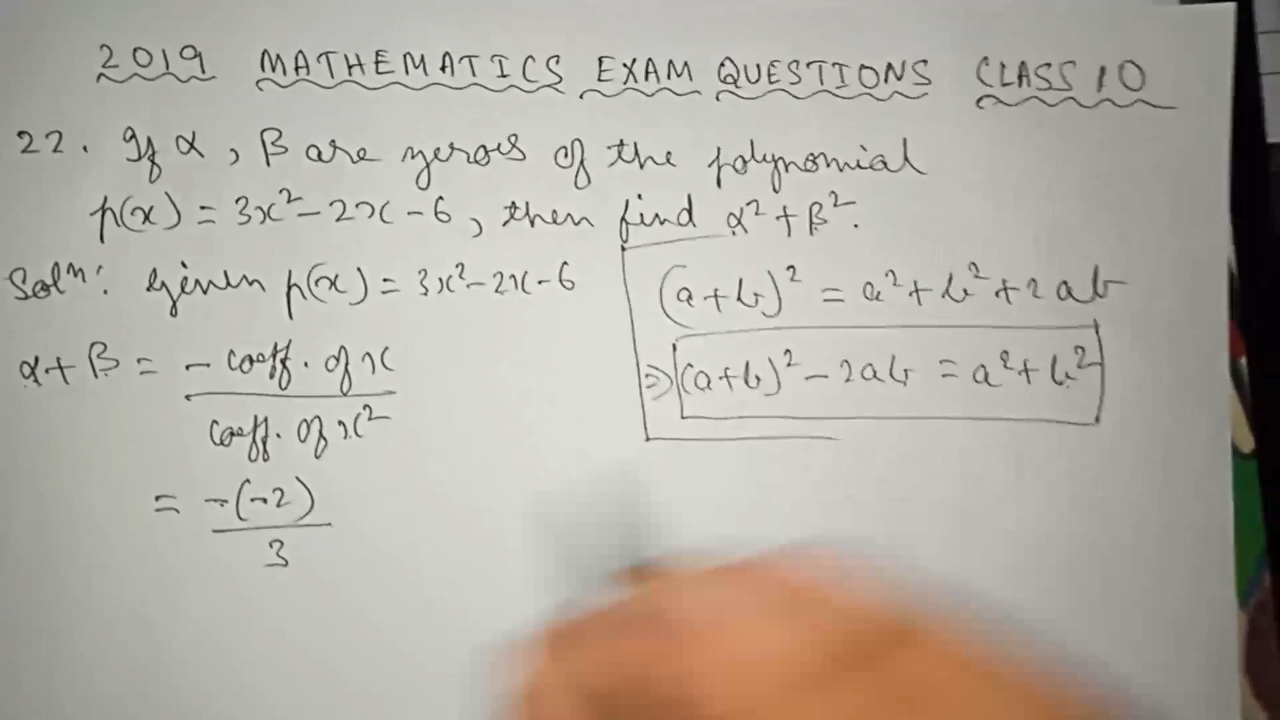 2019 MATHEMATICS EXAM QUESTIONS CLASS 10
22. If α, β are zeroes of the polynomial
p(x) = 3x² - 2x - 6, then find α² + β².
Solⁿ: Given p(x) = 3x² - 2x - 6
α + β = - coeff. of x
coeff. of x²
= -(-2)
3
(a+b)² = a² + b² + 2ab
⇒ (a+b)² - 2ab = a² + b²